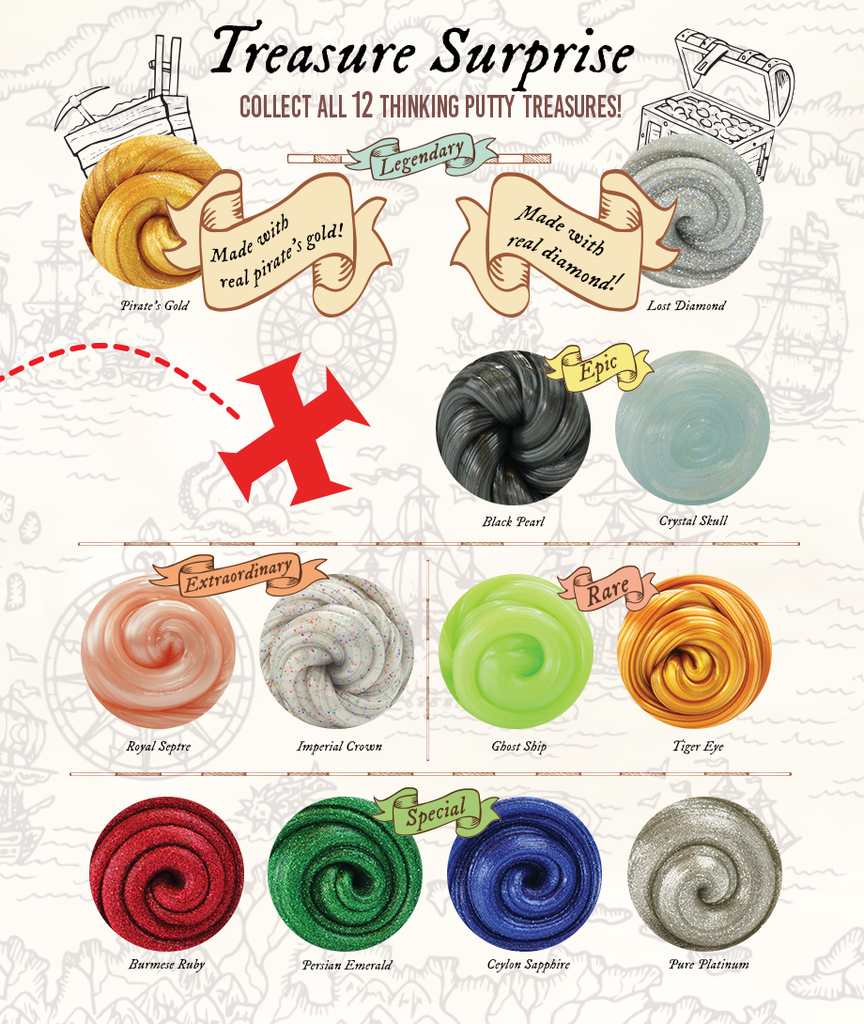 Treasure Surprise
COLLECT ALL 12 THINKING PUTTY TREASURES!
Legendary
Made with
real pirate's gold!
Made with
real diamond!
Pirate's Gold
Lost Diamond
Epic
Black Pearl
Crystal Skull
Extraordinary
Rare
Royal Septre
Imperial Crown
Ghost Ship
Tiger Eye
Special
Burmese Ruby
Persian Emerald
Ceylon Sapphire
Pure Platinum